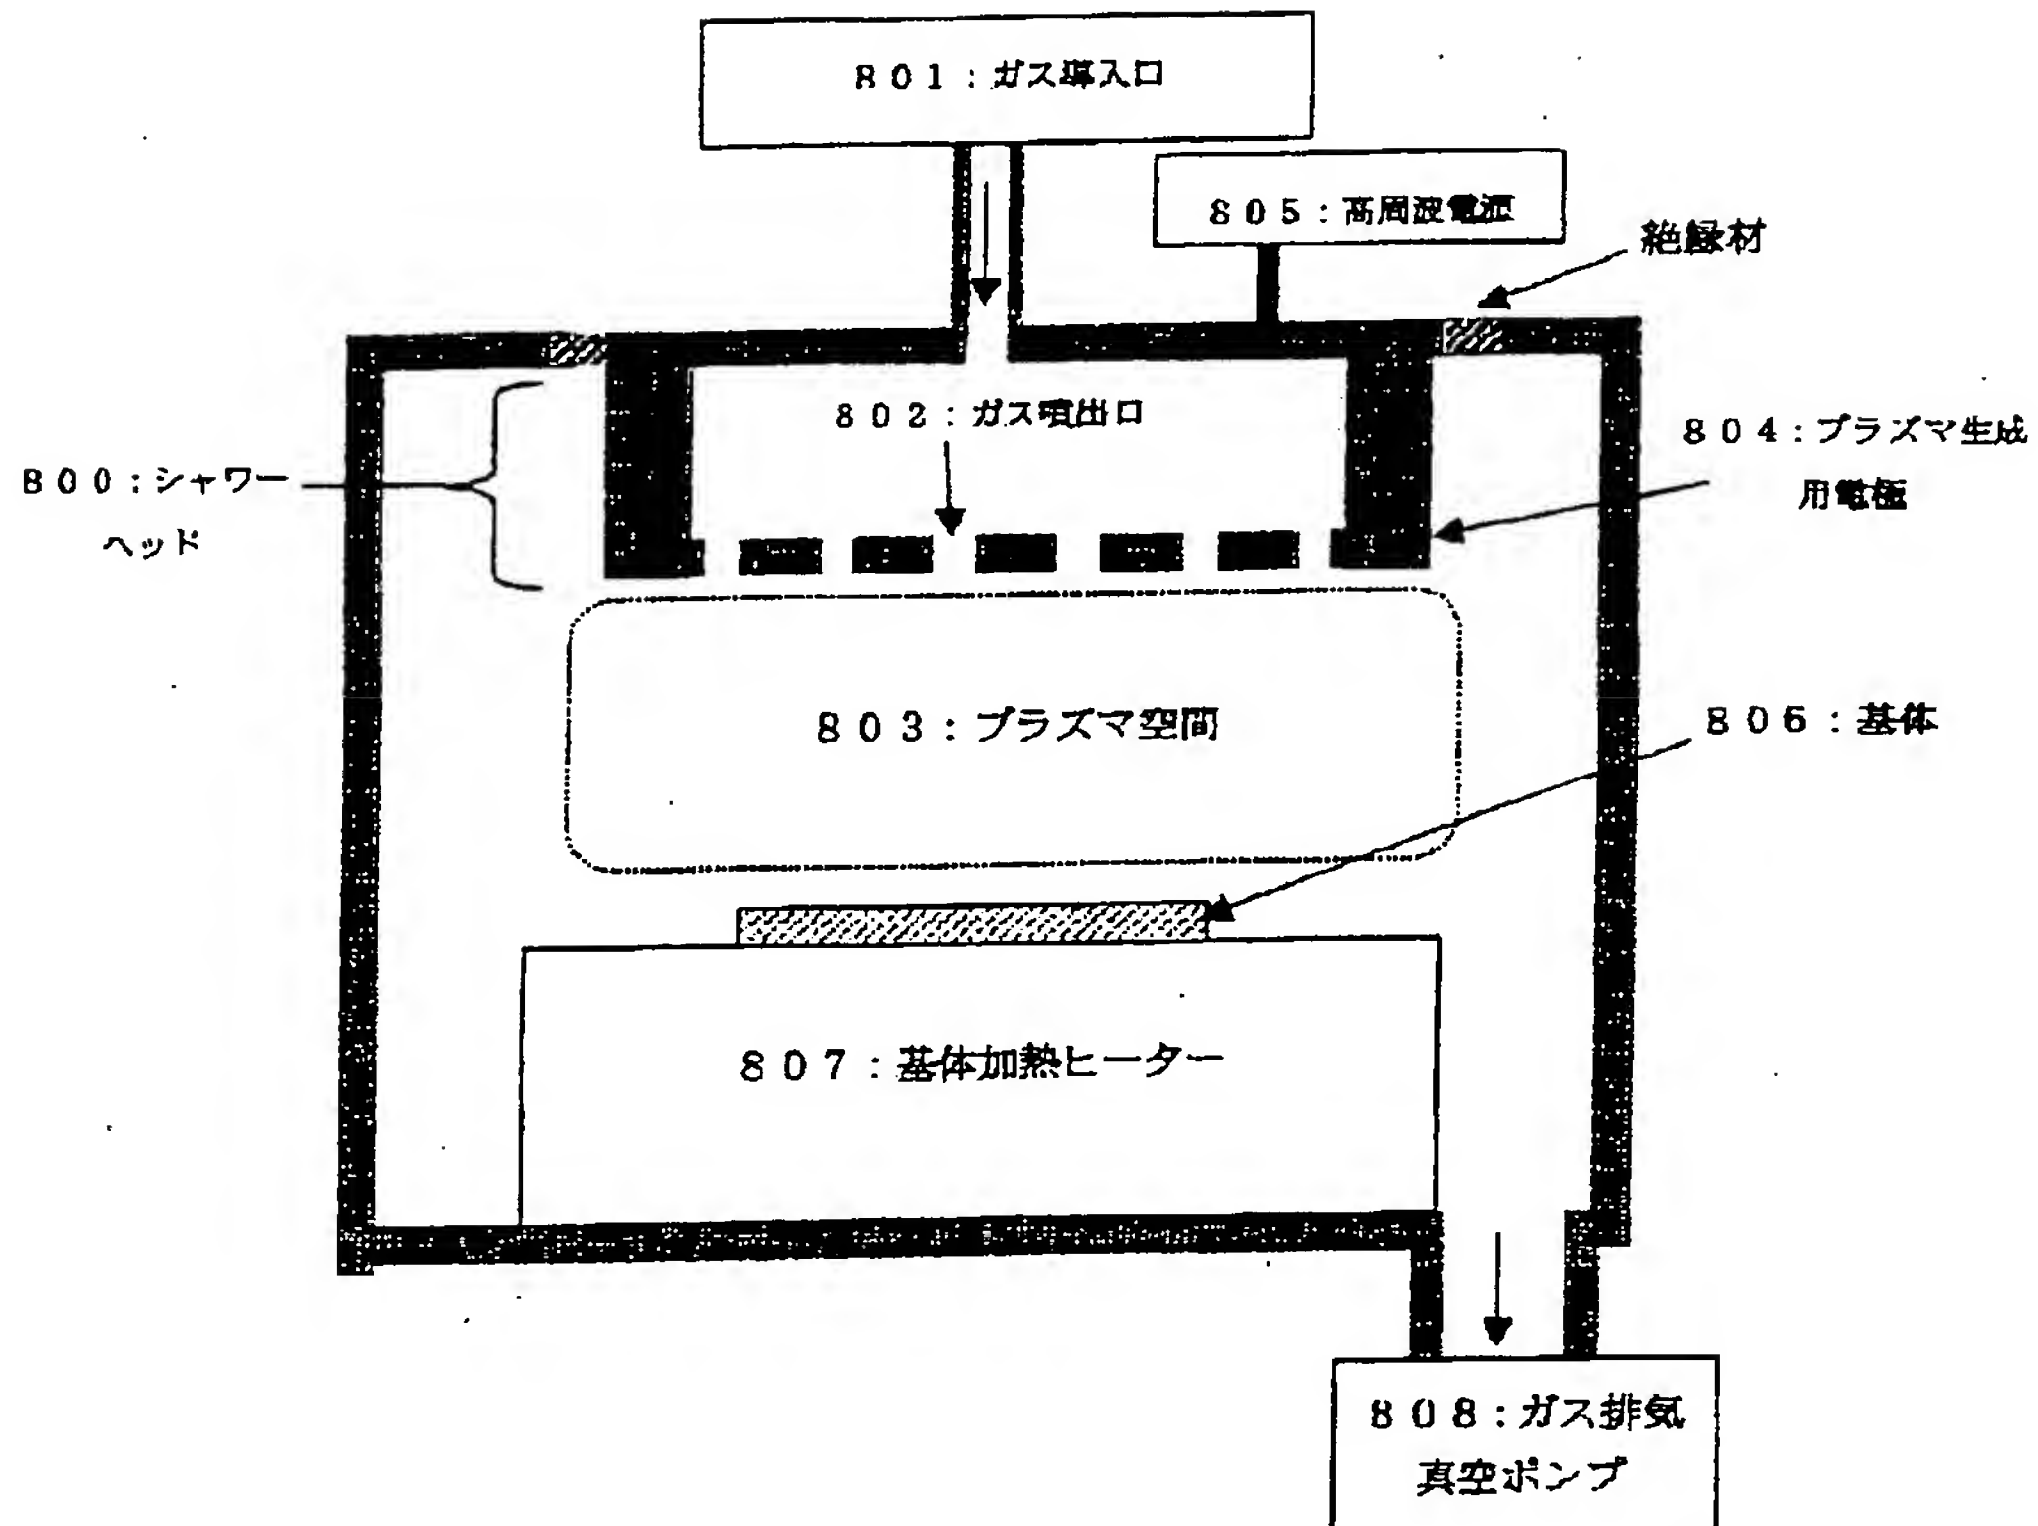 801:ガス導入口
805:高周波電源
絶縁材
802:ガス噴出口
804:プラズマ生成
用電極
800:シャワー
ヘッド
803:プラズマ空間
806:基体
807:基体加熱ヒーター
808:ガス排気
真空ポンプ